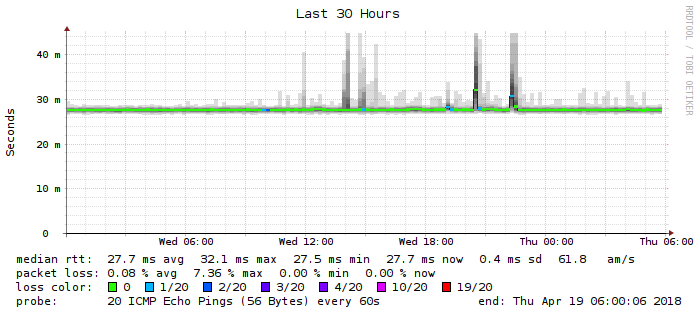 Last 30 Hours
RRDTOOL / TOBI OETIKER
Seconds
40 m
30 m
20 m
10 m
0
Wed 06:00 Wed 12:00 Wed 18:00 Thu 00:00 Thu 06:00
median rtt: 27.7 ms avg 32.1 ms max 27.5 ms min 27.7 ms now 0.4 ms sd 61.8 am/s
packet loss: 0.08 % avg 7.36 % max 0.00 % min 0.00 % now
loss color: 0 1/20 2/20 3/20 4/20 10/20 19/20
probe: 20 ICMP Echo Pings (56 Bytes) every 60s end: Thu Apr 19 06:00:06 2018